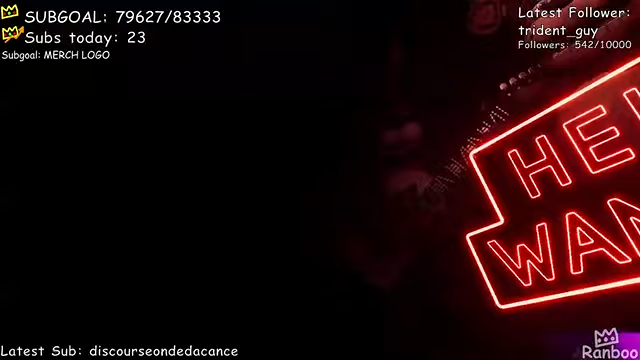 SUBGOAL: 79627/83333
Subs today: 23
Subgoal: MERCH LOGO
Latest Follower:
trident_guy
Followers: 542/10000
HE
WAN
Latest Sub: discourseondedacance
Ranboo